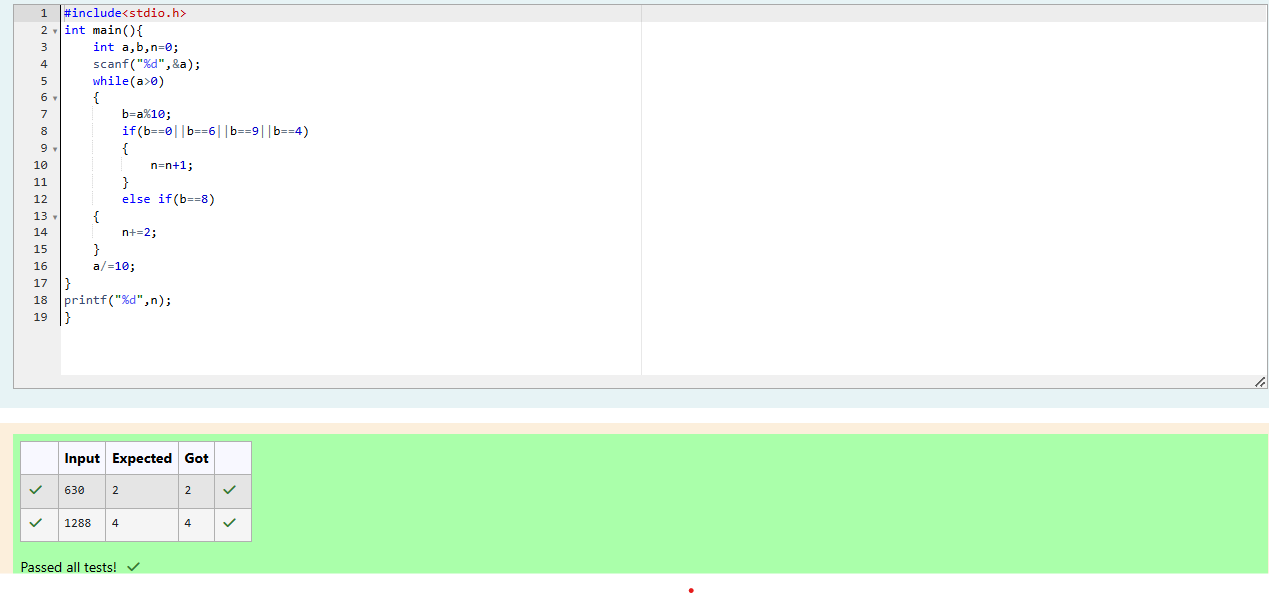 1 #include<stdio.h>
2 int main(){
3     int a,b,n=0;
4     scanf("%d",&a);
5     while(a>0)
6     {
7         b=a%10;
8         if(b==0||b==6||b==9||b==4)
9         {
10             n=n+1;
11         }
12         else if(b==8)
13     {
14         n+=2;
15     }
16     a/=10;
17 }
18 printf("%d",n);
19 }
Input Expected Got
630 2 2
1288 4 4
Passed all tests!